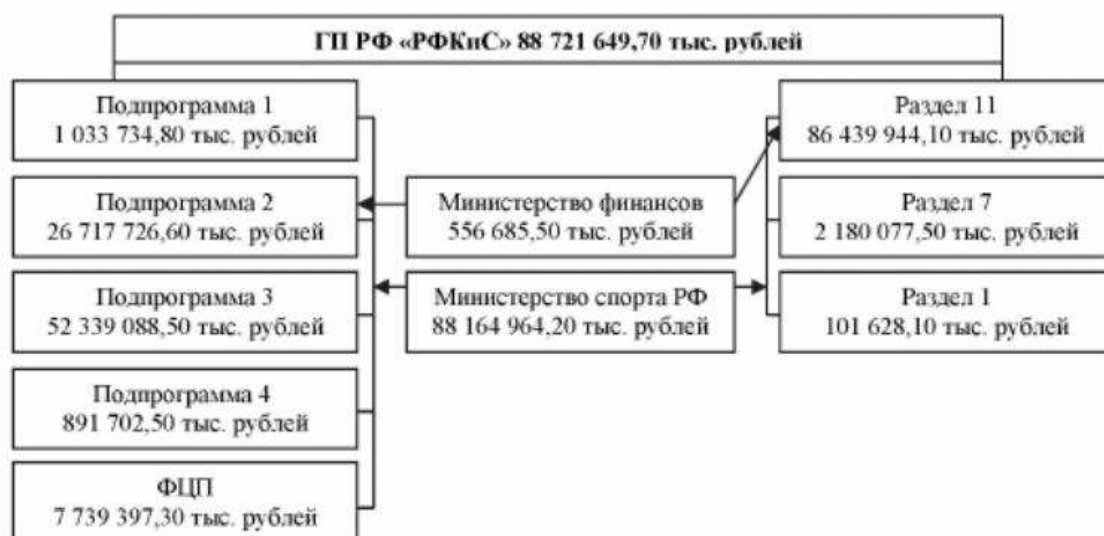 ГП РФ «РФКиС» 88 721 649,70 тыс. рублей
Подпрограмма 1
1 033 734,80 тыс. рублей
Подпрограмма 2
26 717 726,60 тыс. рублей
Подпрограмма 3
52 339 088,50 тыс. рублей
Подпрограмма 4
891 702,50 тыс. рублей
ФЦП
7 739 397,30 тыс. рублей
Министерство финансов
556 685,50 тыс. рублей
Министерство спорта РФ
88 164 964,20 тыс. рублей
Раздел 11
86 439 944,10 тыс. рублей
Раздел 7
2 180 077,50 тыс. рублей
Раздел 1
101 628,10 тыс. рублей